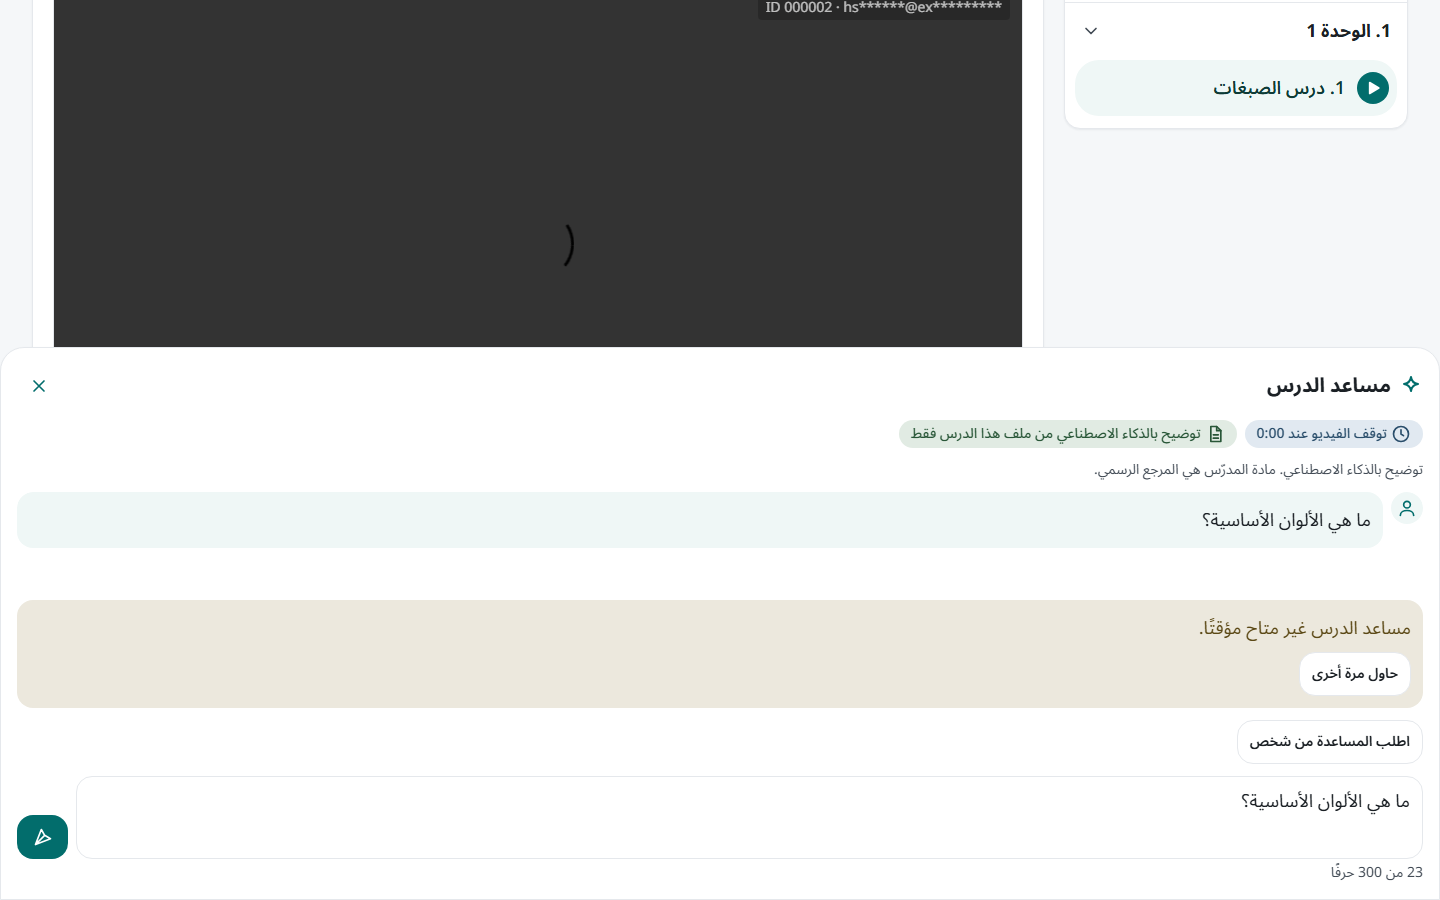 ID 000002 · hs******@ex*********
1. الوحدة 1
1. درس الصبغات
مساعد الدرس
توقف الفيديو عند 0:00
توضيح بالذكاء الاصطناعي من ملف هذا الدرس فقط
توضيح بالذكاء الاصطناعي. مادة المدرّس هي المرجع الرسمي.
ما هي الألوان الأساسية؟
مساعد الدرس غير متاح مؤقتًا.
حاول مرة أخرى
اطلب المساعدة من شخص
ما هي الألوان الأساسية؟
23 من 300 حرفًا